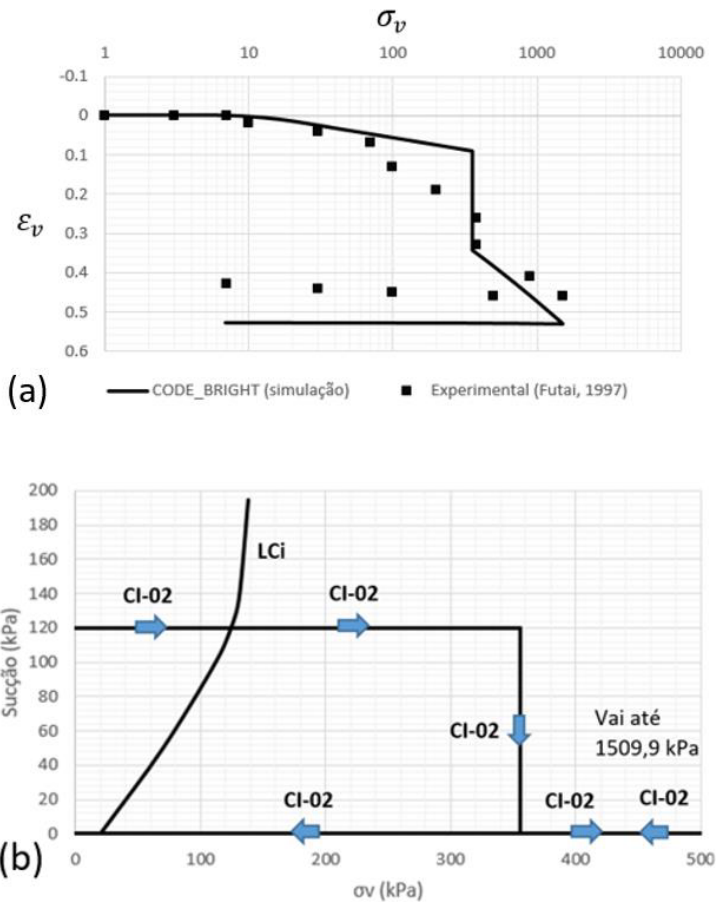 σv
1 10 100 1000 10000
-0.1
0
0.1
0.2
εv
0.3
0.4
0.5
0.6
(a)
CODE_BRIGHT (simulação) Experimental (Futai, 1997)
200
180
160
LCi
140
CI-02 CI-02
120
Sucção (kPa)
100
80
CI-02
Vai até
1509,9 kPa
60
40
20
CI-02 CI-02 CI-02
0
(b)
0 100 200 300 400 500
σv (kPa)